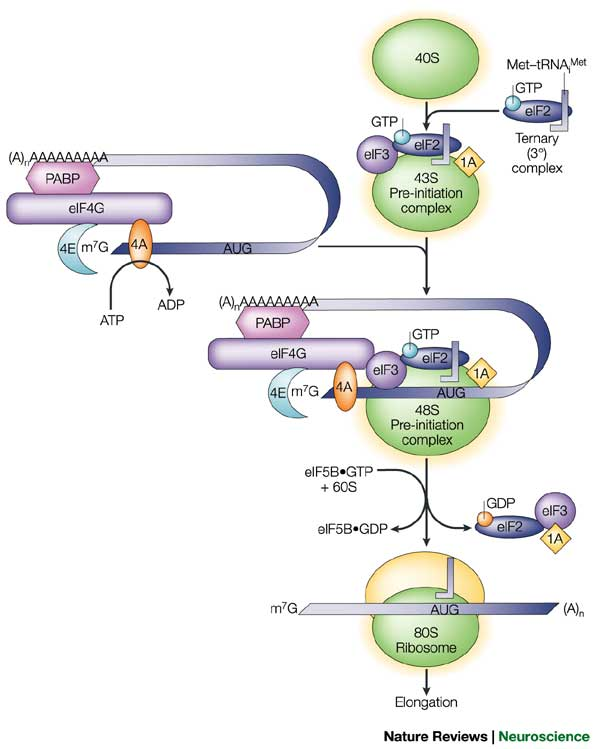 40S
Met–tRNAᵢᴹᵉᵗ
GTP
eIF2
Ternary
(3°)
complex
GTP
eIF2
eIF3
1A
43S
Pre-initiation
complex
(A)ₙAAAAAAAAA
PABP
eIF4G
4E
m⁷G
4A
AUG
ATP
ADP
(A)ₙAAAAAAAAA
PABP
eIF4G
GTP
eIF2
eIF3
1A
4E
m⁷G
4A
AUG
48S
Pre-initiation
complex
eIF5B•GTP
+ 60S
eIF5B•GDP
GDP
eIF2
eIF3
1A
m⁷G
AUG
(A)ₙ
80S
Ribosome
Elongation
Nature Reviews | Neuroscience